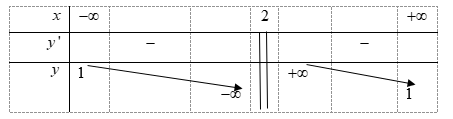 x −∞ 2 +∞
y' − −
y 1 −∞ +∞ 1